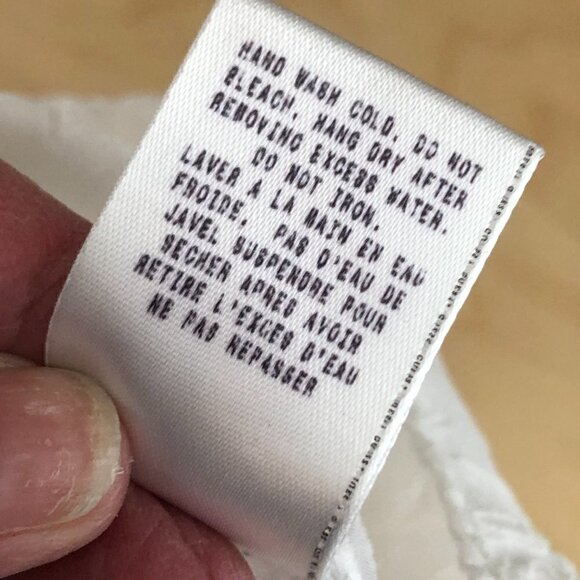 HAND WASH COLD. DO NOT
BLEACH. HANG DRY AFTER
REMOVING EXCESS WATER.
DO NOT IRON.
LAVER A LA MAIN EN EAU
FROIDE. PAS D'EAU DE
JAVEL SUSPENDRE POUR
SECHER APRES AVOIR
RETIRE L'EXCES D'EAU
NE PAS REPASSER